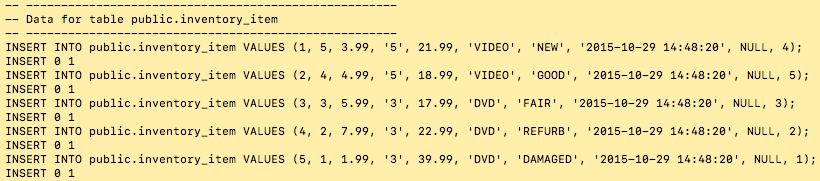 -- --------------------------------------------------
-- Data for table public.inventory_item
-- --------------------------------------------------
INSERT INTO public.inventory_item VALUES (1, 5, 3.99, '5', 21.99, 'VIDEO', 'NEW', '2015-10-29 14:48:20', NULL, 4);
INSERT 0 1
INSERT INTO public.inventory_item VALUES (2, 4, 4.99, '5', 18.99, 'VIDEO', 'GOOD', '2015-10-29 14:48:20', NULL, 5);
INSERT 0 1
INSERT INTO public.inventory_item VALUES (3, 3, 5.99, '3', 17.99, 'DVD', 'FAIR', '2015-10-29 14:48:20', NULL, 3);
INSERT 0 1
INSERT INTO public.inventory_item VALUES (4, 2, 7.99, '3', 22.99, 'DVD', 'REFURB', '2015-10-29 14:48:20', NULL, 2);
INSERT 0 1
INSERT INTO public.inventory_item VALUES (5, 1, 1.99, '3', 39.99, 'DVD', 'DAMAGED', '2015-10-29 14:48:20', NULL, 1);
INSERT 0 1